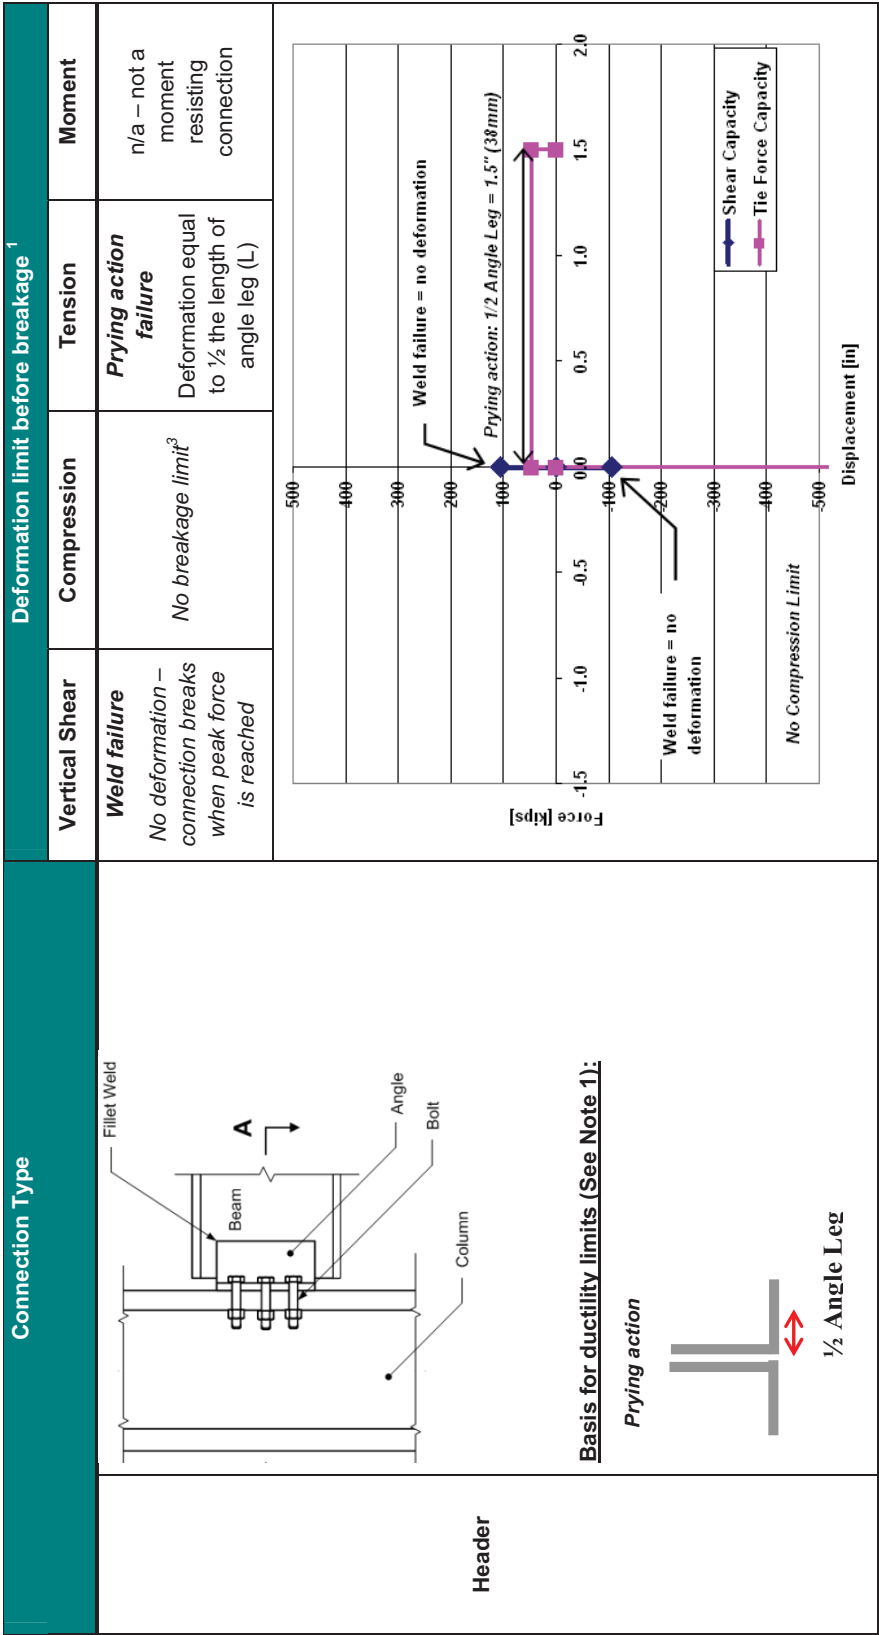 Connection Type
Deformation limit before breakage 1
Vertical Shear
Compression
Tension
Moment
Header
Fillet Weld
Beam
A
Angle
Bolt
Column
Basis for ductility limits (See Note 1):
Prying action
½ Angle Leg
Weld failure
No deformation –
connection breaks
when peak force
is reached
No breakage limit3
Prying action
failure
Deformation equal
to ½ the length of
angle leg (L)
n/a – not a
moment
resisting
connection
Force [kips]
500
300
200
100
0
-100
-200
-300
-400
-500
-1.5
-1.0
-0.5
0.0
0.5
1.0
1.5
2.0
Displacement [in]
Weld failure = no deformation
Prying action: 1/2 Angle Leg = 1.5" (38mm)
Weld failure = no
deformation
No Compression Limit
Shear Capacity
Tie Force Capacity